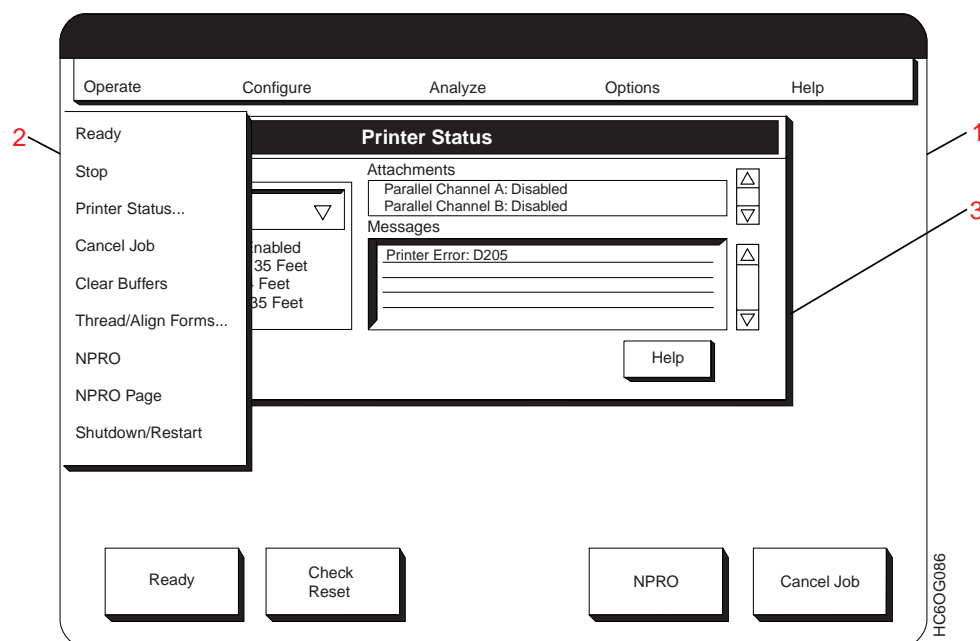 Operate Configure Analyze Options Help
2
1
3
Ready
Stop
Printer Status...
Cancel Job
Clear Buffers
Thread/Align Forms...
NPRO
NPRO Page
Shutdown/Restart
Printer Status
Attachments
Parallel Channel A: Disabled
Parallel Channel B: Disabled
Messages
Printer Error: D205
35 Feet
Feet
35 Feet
Help
Ready
Check
Reset
NPRO
Cancel Job
HC6OG086